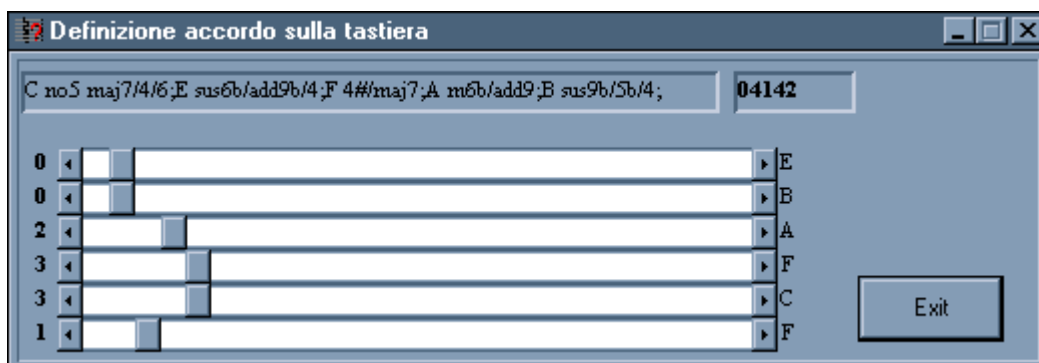 Definizione accordo sulla tastiera
C no5 maj7/4/6;E sus6b/add9b/4;F 4#/maj7;A m6b/add9;B sus9b/5b/4; 04142
0 E
0 B
2 A
3 F
3 C
1 F
Exit